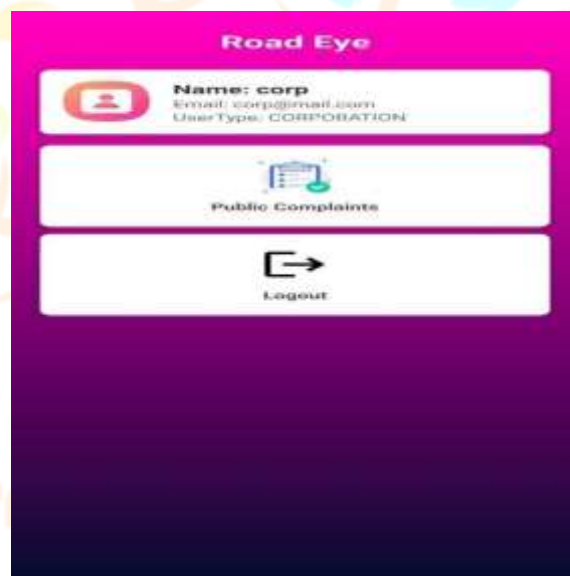 Road Eye
Name: corp
Email: corp@mail.com
UserType: CORPORATION
Public Complaints
Logout